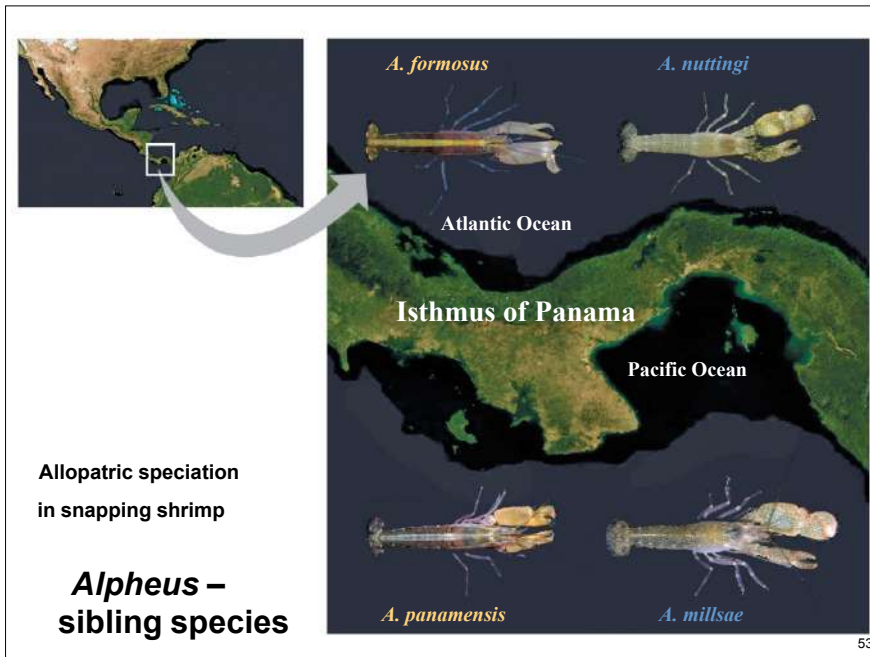 A. formosus
A. nuttingi
Atlantic Ocean
Isthmus of Panama
Pacific Ocean
Allopatric speciation
in snapping shrimp
Alpheus –
sibling species
A. panamensis
A. millsae
53